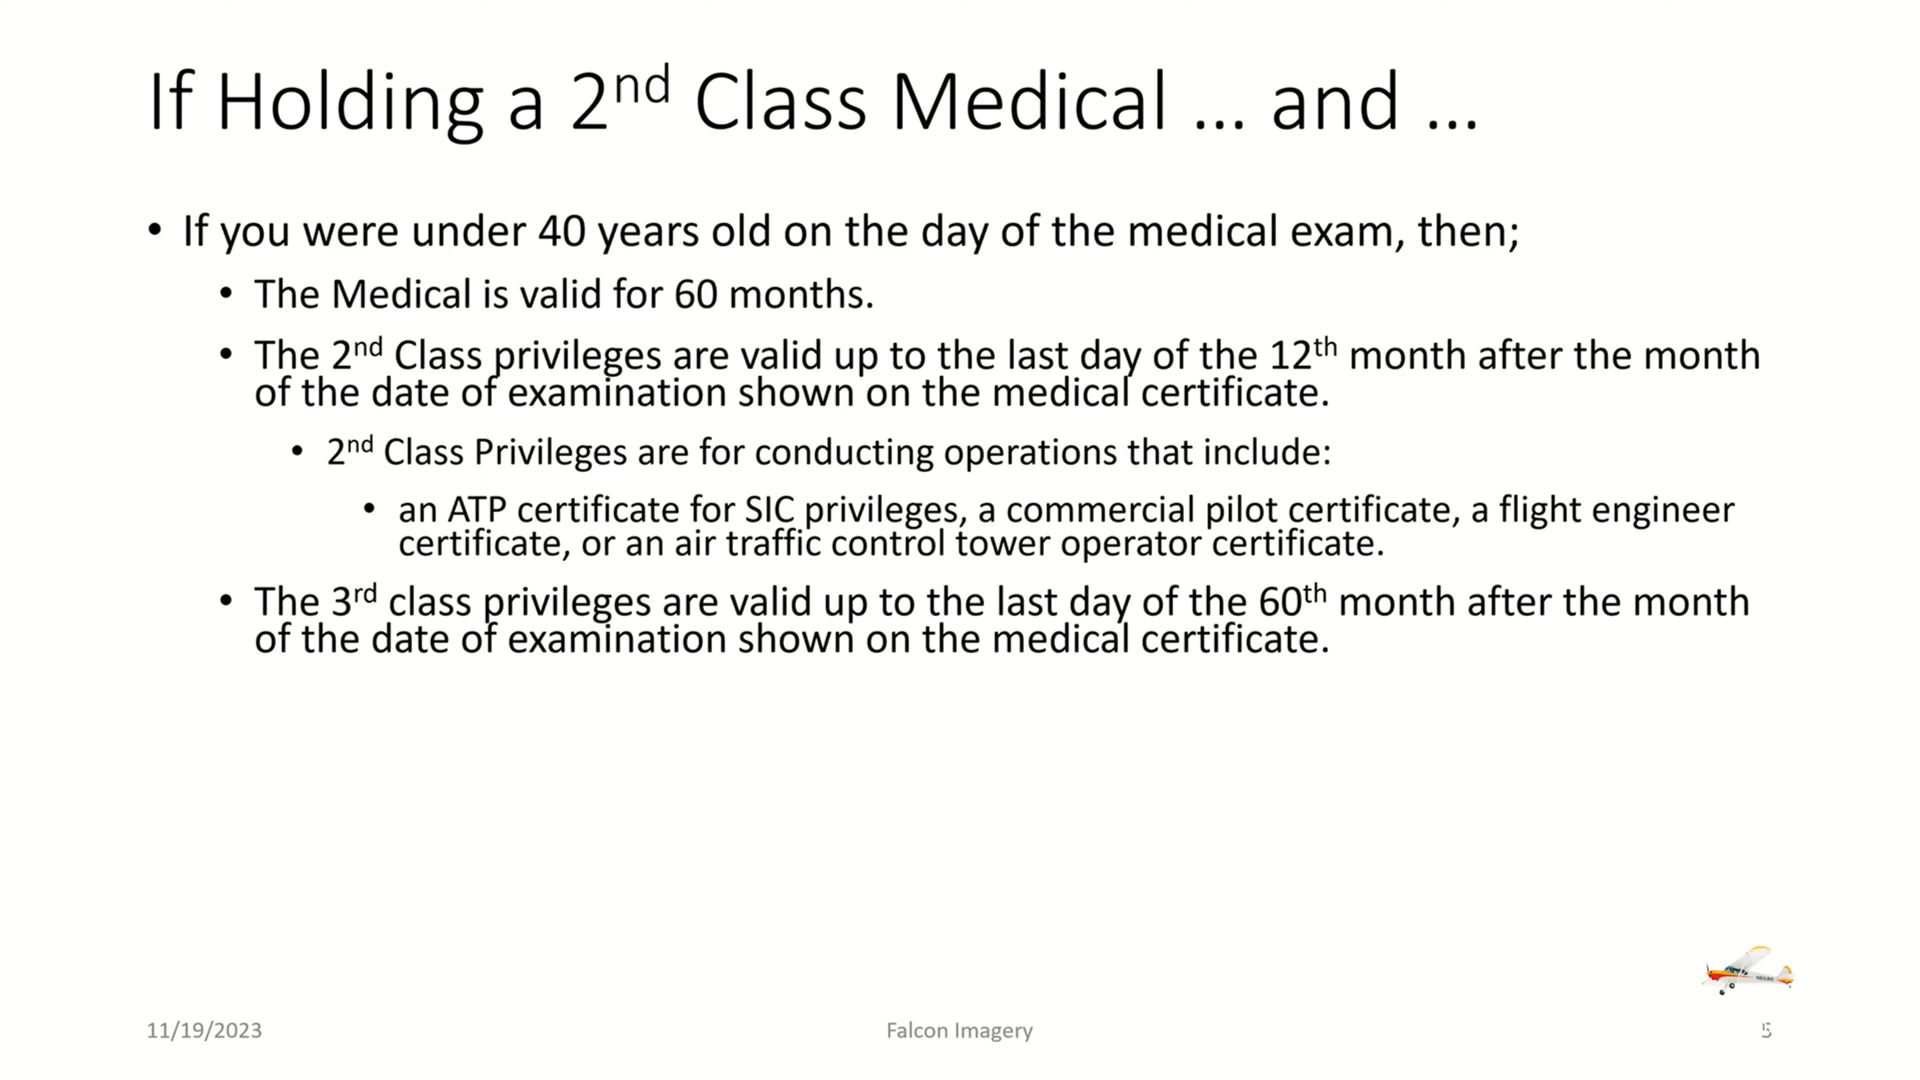 If Holding a 2nd Class Medical … and …
• If you were under 40 years old on the day of the medical exam, then;
• The Medical is valid for 60 months.
• The 2nd Class privileges are valid up to the last day of the 12th month after the month
of the date of examination shown on the medical certificate.
• 2nd Class Privileges are for conducting operations that include:
• an ATP certificate for SIC privileges, a commercial pilot certificate, a flight engineer
certificate, or an air traffic control tower operator certificate.
• The 3rd class privileges are valid up to the last day of the 60th month after the month
of the date of examination shown on the medical certificate.
11/19/2023
Falcon Imagery
5